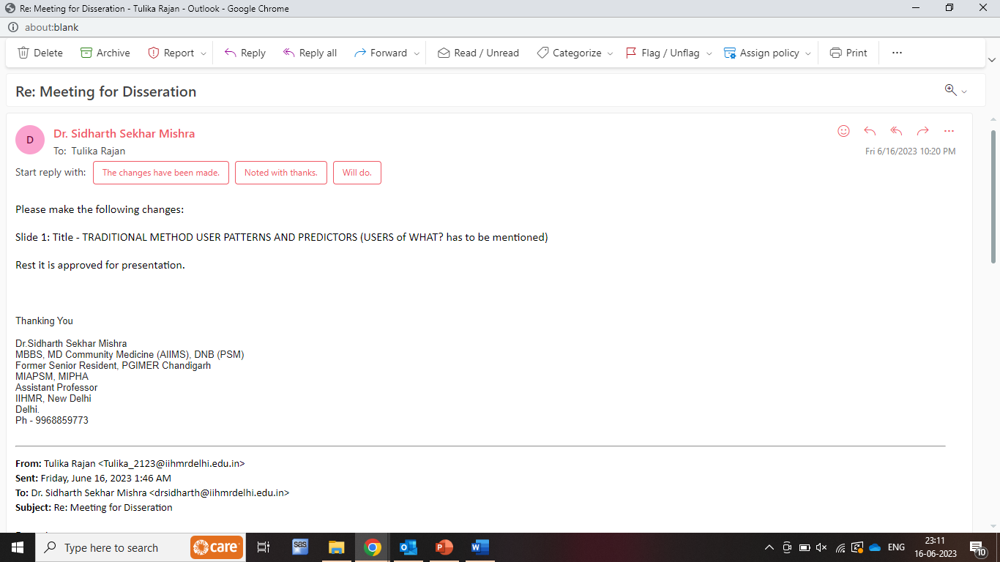 Re: Meeting for Disseration - Tulika Rajan - Outlook - Google Chrome
about:blank
Delete Archive Report Reply Reply all Forward Read / Unread Categorize Flag / Unflag Assign policy Print
Re: Meeting for Disseration
D
Dr. Sidharth Sekhar Mishra
To: Tulika Rajan
Fri 6/16/2023 10:20 PM
Start reply with: The changes have been made. Noted with thanks. Will do.
Please make the following changes:
Slide 1: Title - TRADITIONAL METHOD USER PATTERNS AND PREDICTORS (USERS of WHAT? has to be mentioned)
Rest it is approved for presentation.
Thanking You
Dr.Sidharth Sekhar Mishra
MBBS, MD Community Medicine (AIIMS), DNB (PSM)
Former Senior Resident, PGIMER Chandigarh
MIAPSM, MIPHA
Assistant Professor
IIHMR, New Delhi
Delhi.
Ph - 9968859773
From: Tulika Rajan <Tulika_2123@iihmrdelhi.edu.in>
Sent: Friday, June 16, 2023 1:46 AM
To: Dr. Sidharth Sekhar Mishra <drsidharth@iihmrdelhi.edu.in>
Subject: Re: Meeting for Disseration
Type here to search care sas ENG 23:11
16-06-2023 10